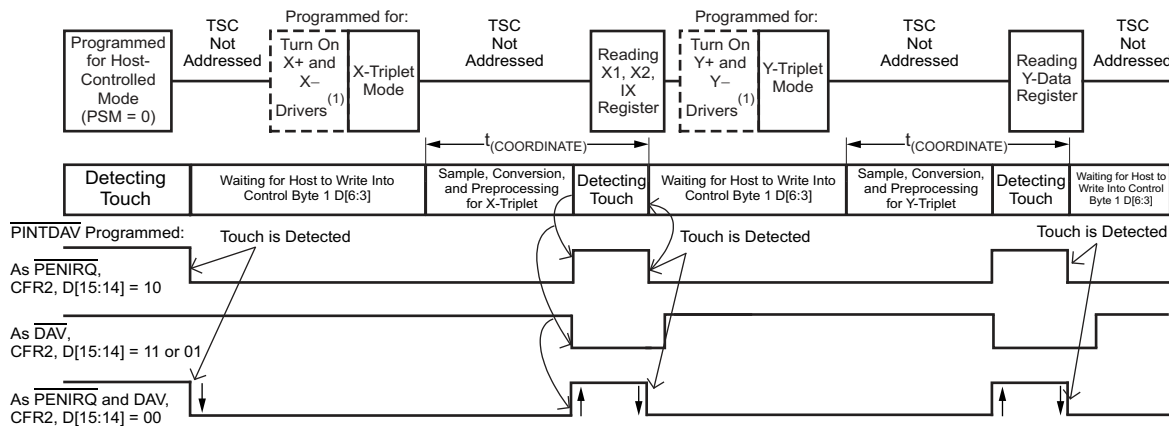 Programmed
for Host-
Controlled
Mode
(PSM = 0)
TSC
Not
Addressed
Programmed for:
Turn On
X+ and
X−
Drivers(1)
X-Triplet
Mode
TSC
Not
Addressed
Reading
X1, X2,
IX
Register
Programmed for:
Turn On
Y+ and
Y−
Drivers(1)
Y-Triplet
Mode
TSC
Not
Addressed
Reading
Y-Data
Register
TSC
Not
Addressed
t(COORDINATE)
t(COORDINATE)
Detecting
Touch
Waiting for Host to Write Into
Control Byte 1 D[6:3]
Sample, Conversion,
and Preprocessing
for X-Triplet
Detecting
Touch
Waiting for Host to Write Into
Control Byte 1 D[6:3]
Sample, Conversion,
and Preprocessing
for Y-Triplet
Detecting
Touch
Waiting for Host to
Write Into Control
Byte 1 D[6:3]
PINTDAV Programmed:
Touch is Detected
Touch is Detected
Touch is Detected
As PENIRQ,
CFR2, D[15:14] = 10
As DAV,
CFR2, D[15:14] = 11 or 01
As PENIRQ and DAV,
CFR2, D[15:14] = 00